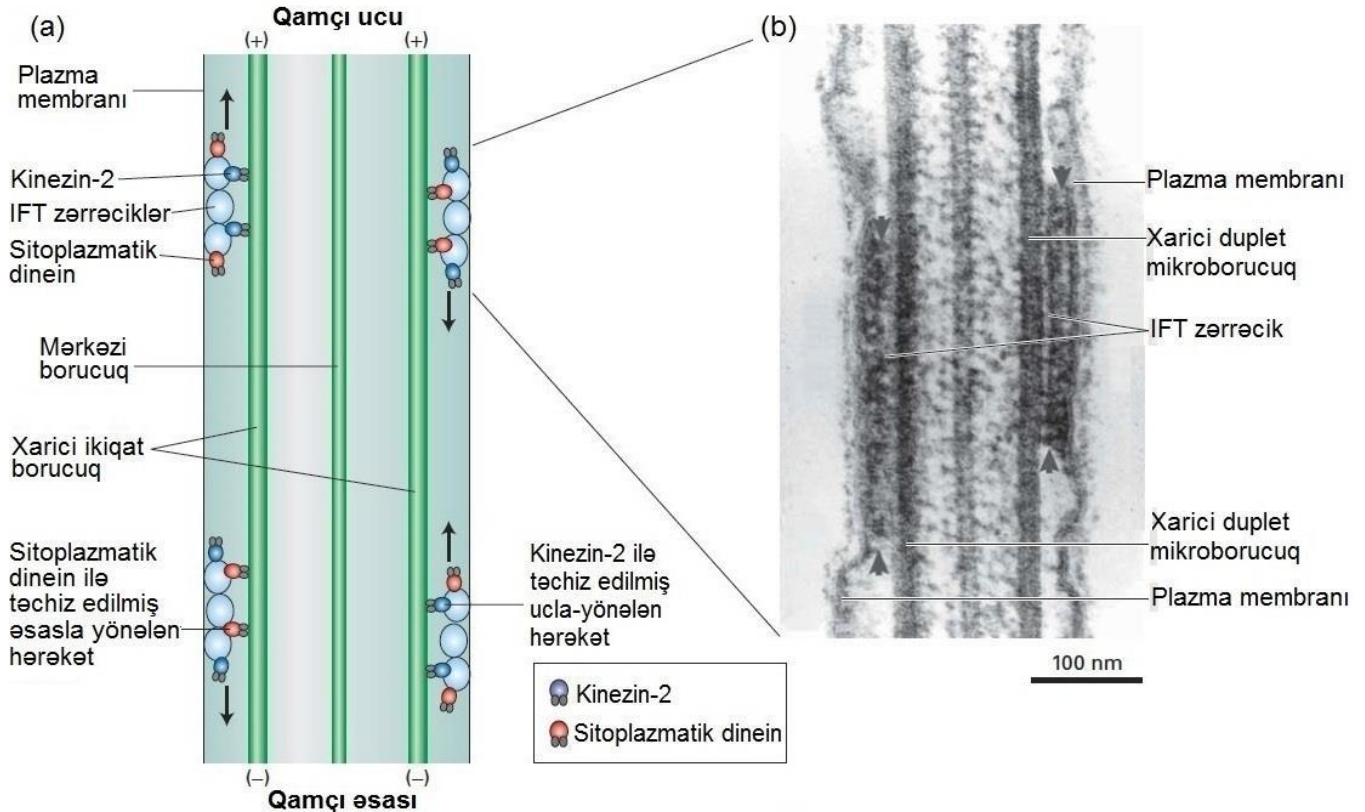 (a)
Qamçı ucu
(+)
(+)
Plazma
membranı
Kinezin-2
IFT zərrəciklər
Sitoplazmatik
dinein
Mərkəzi
borucuq
Xarici ikiqat
borucuq
Sitoplazmatik
dinein ilə
təchiz edilmiş
əsasla yönələn
hərəkət
Kinezin-2 ilə
təchiz edilmiş
ucla-yönələn
hərəkət
Kinezin-2
Sitoplazmatik dinein
(–)
(–)
Qamçı əsası
(b)
Plazma membranı
Xarici duplet
mikroborucuq
IFT zərrəcik
Xarici duplet
mikroborucuq
Plazma membranı
100 nm